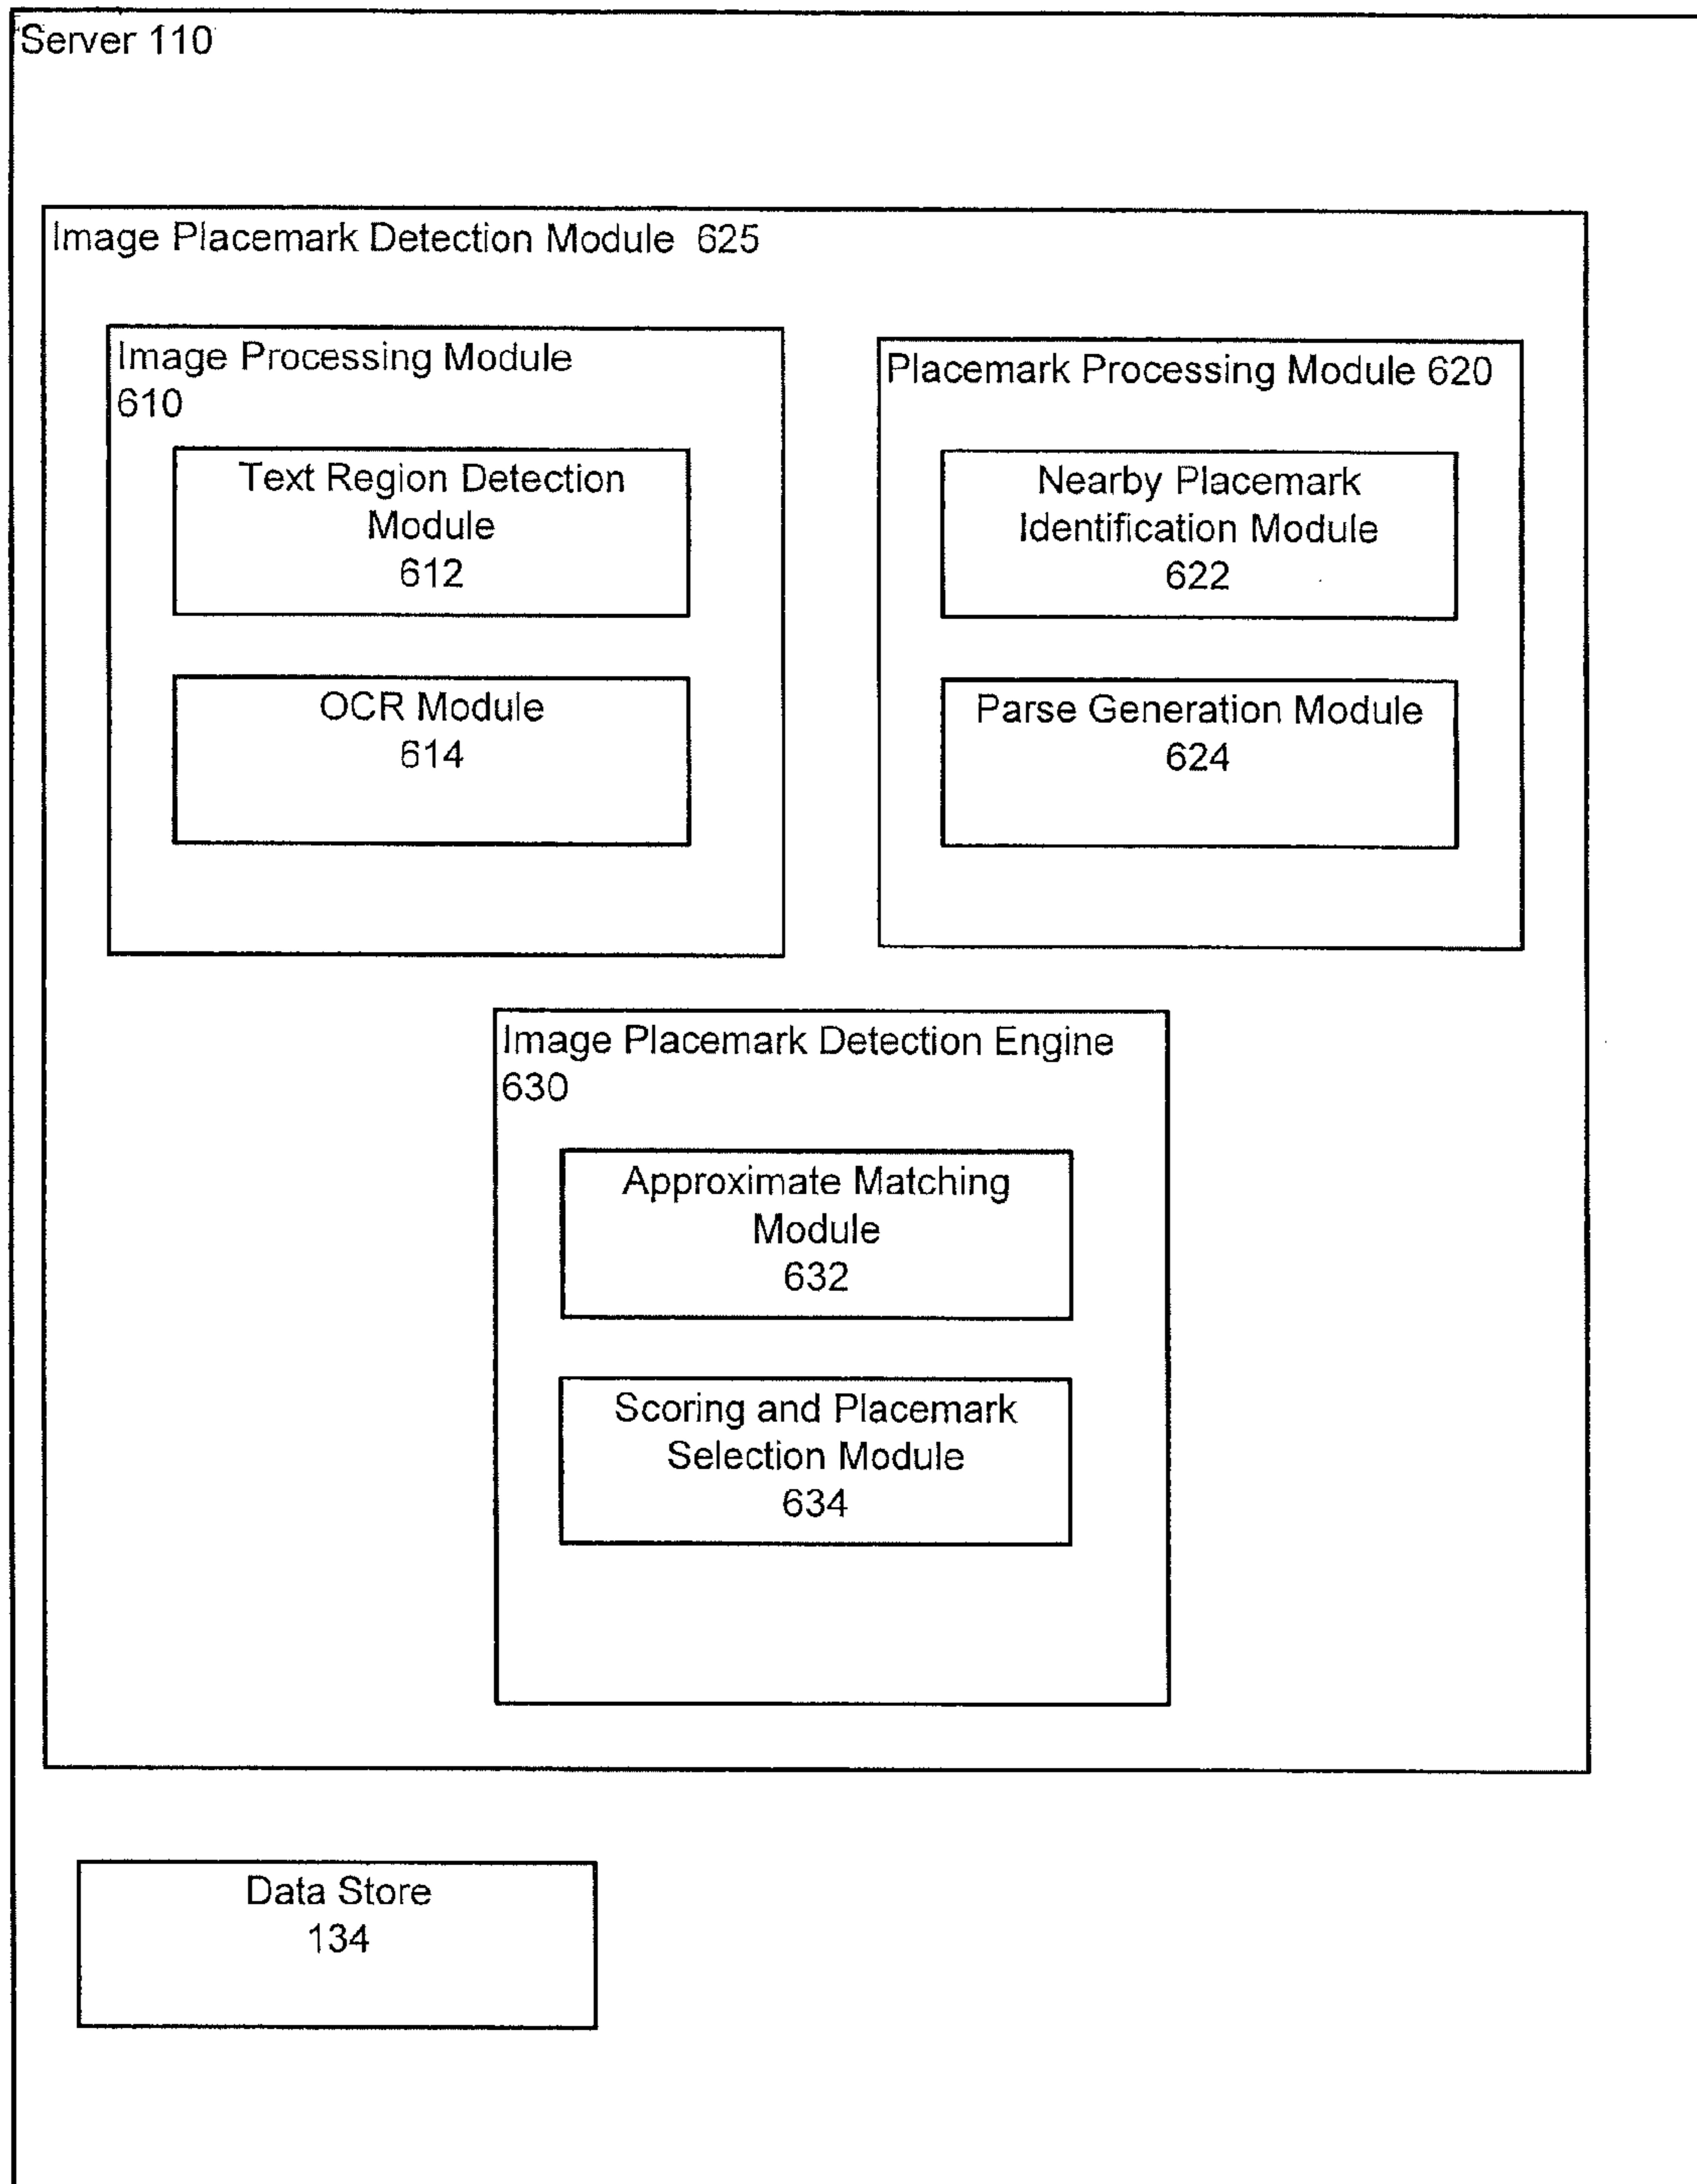 Server 110
Image Placemark Detection Module 625
Image Processing Module
610
Text Region Detection
Module
612
OCR Module
614
Placemark Processing Module 620
Nearby Placemark
Identification Module
622
Parse Generation Module
624
Image Placemark Detection Engine
630
Approximate Matching
Module
632
Scoring and Placemark
Selection Module
634
Data Store
134